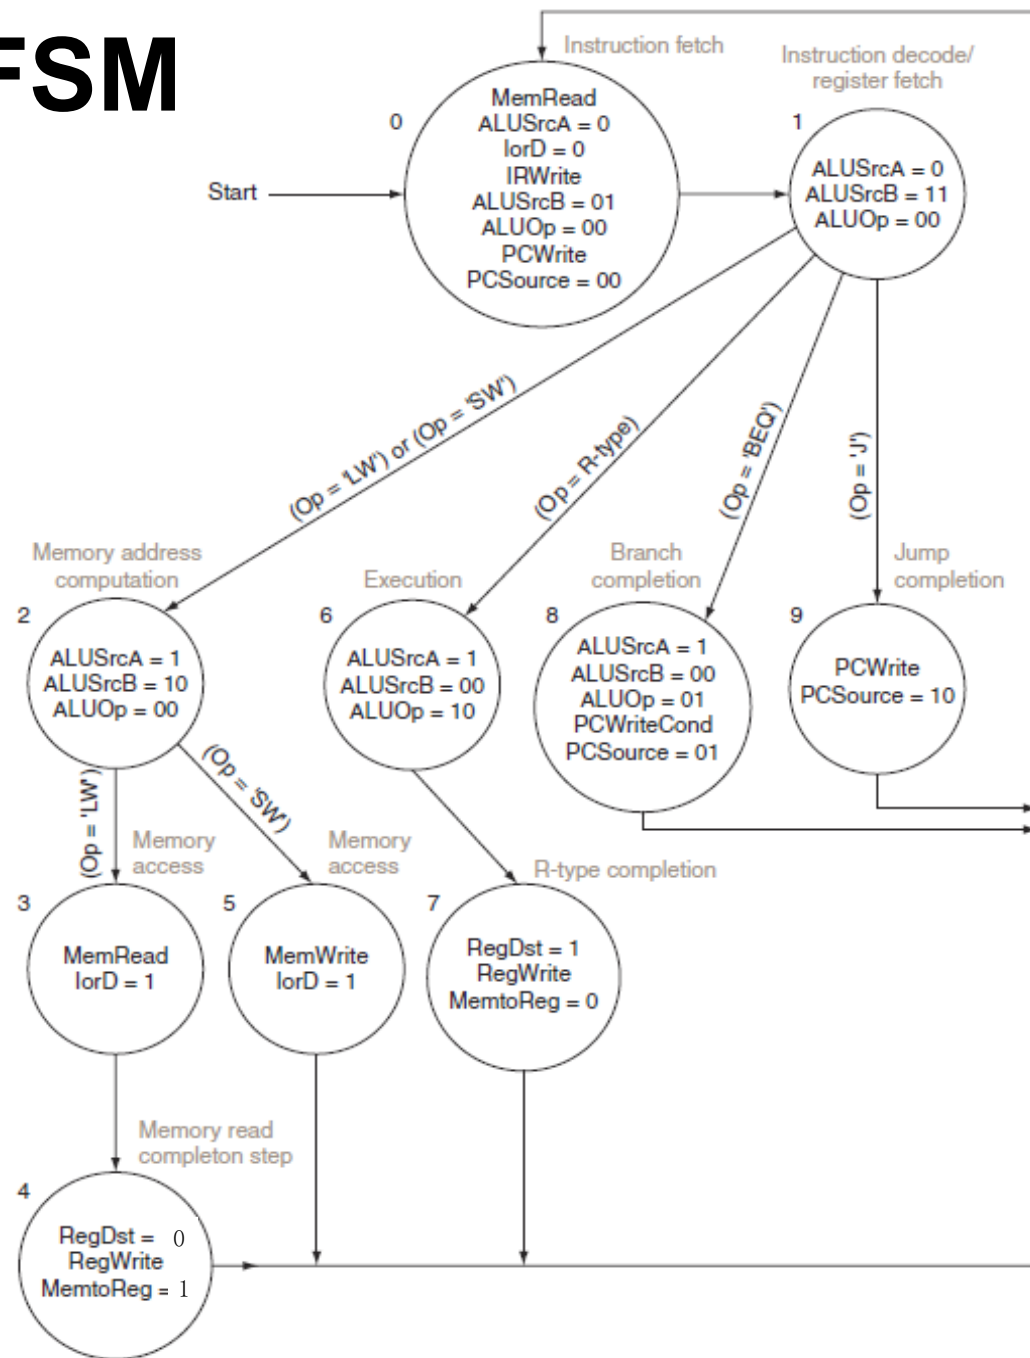 FSM
Instruction fetch
Instruction decode/
register fetch
0
MemRead
ALUSrcA = 0
IorD = 0
IRWrite
ALUSrcB = 01
ALUOp = 00
PCWrite
PCSource = 00
1
ALUSrcA = 0
ALUSrcB = 11
ALUOp = 00
Start
(Op = 'LW') or (Op = 'SW')
(Op = R-type)
(Op = 'BEQ')
(Op = 'J')
Memory address
computation
2
ALUSrcA = 1
ALUSrcB = 10
ALUOp = 00
Execution
6
ALUSrcA = 1
ALUSrcB = 00
ALUOp = 10
Branch
completion
8
ALUSrcA = 1
ALUSrcB = 00
ALUOp = 01
PCWriteCond
PCSource = 01
Jump
completion
9
PCWrite
PCSource = 10
(Op = 'LW')
(Op = 'SW')
Memory
access
3
MemRead
IorD = 1
Memory
access
5
MemWrite
IorD = 1
R-type completion
7
RegDst = 1
RegWrite
MemtoReg = 0
Memory read
completon step
4
RegDst = 0
RegWrite
MemtoReg = 1